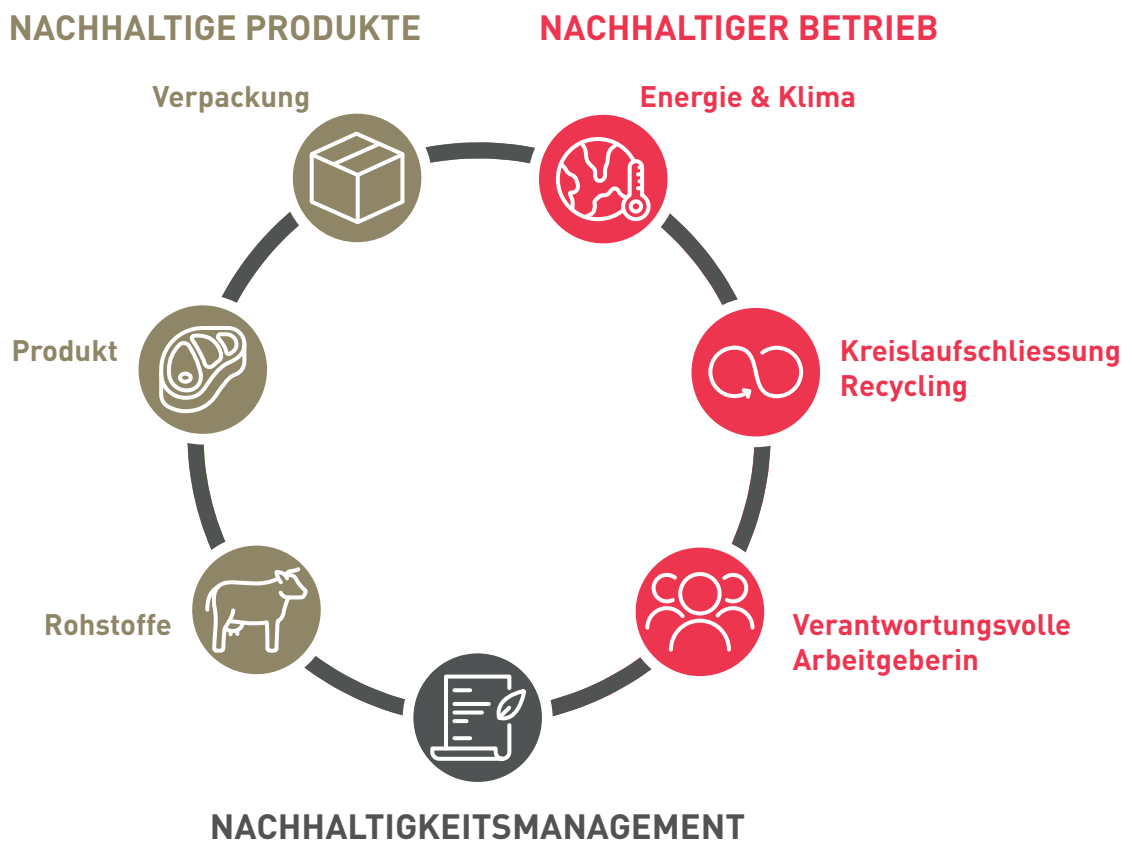 NACHHALTIGE PRODUKTE
NACHHALTIGER BETRIEB
Verpackung
Energie & Klima
Produkt
Kreislaufschliessung
Recycling
Rohstoffe
Verantwortungsvolle
Arbeitgeberin
NACHHALTIGKEITSMANAGEMENT